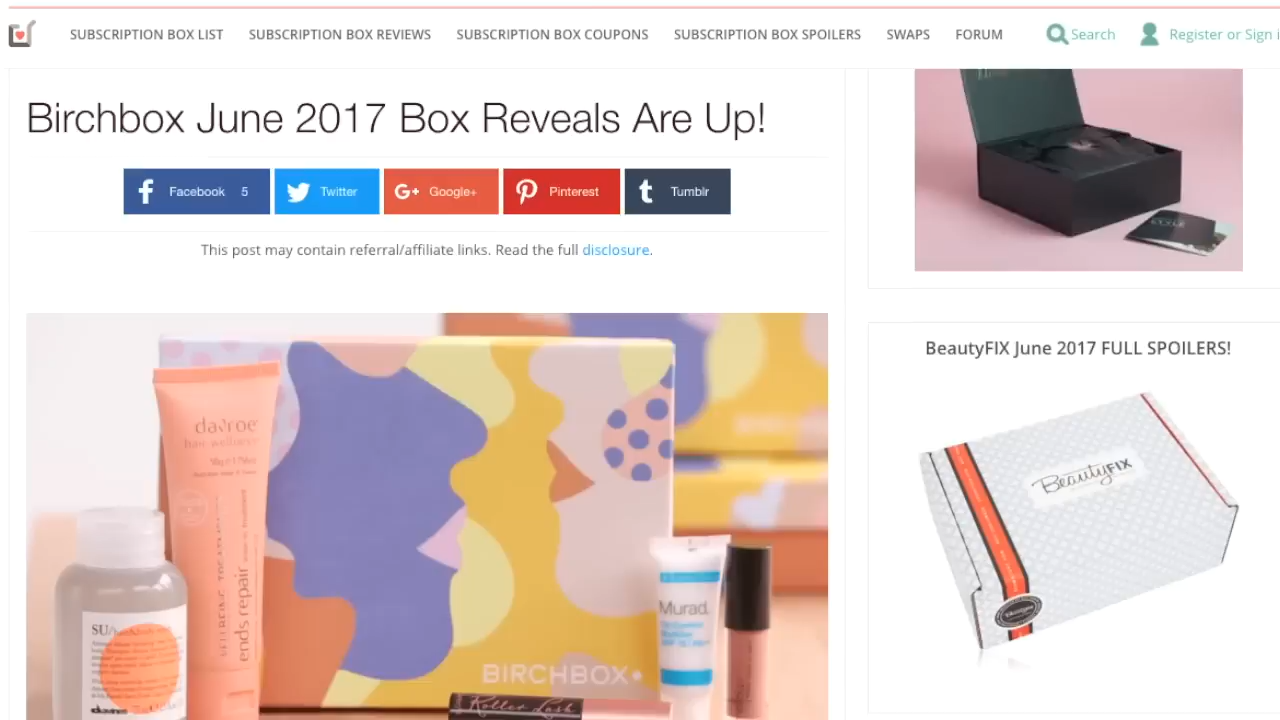 SUBSCRIPTION BOX LIST
SUBSCRIPTION BOX REVIEWS
SUBSCRIPTION BOX COUPONS
SUBSCRIPTION BOX SPOILERS
SWAPS
FORUM
Search
Register or Sign i
Birchbox June 2017 Box Reveals Are Up!
Facebook 5
Twitter
Google+
Pinterest
Tumblr
This post may contain referral/affiliate links. Read the full disclosure.
davroe
hair wellness
ends repair
SU/
davines
BIRCHBOX
Murad.
Roller Lash
STYLE
BeautyFIX June 2017 FULL SPOILERS!
BeautyFIX